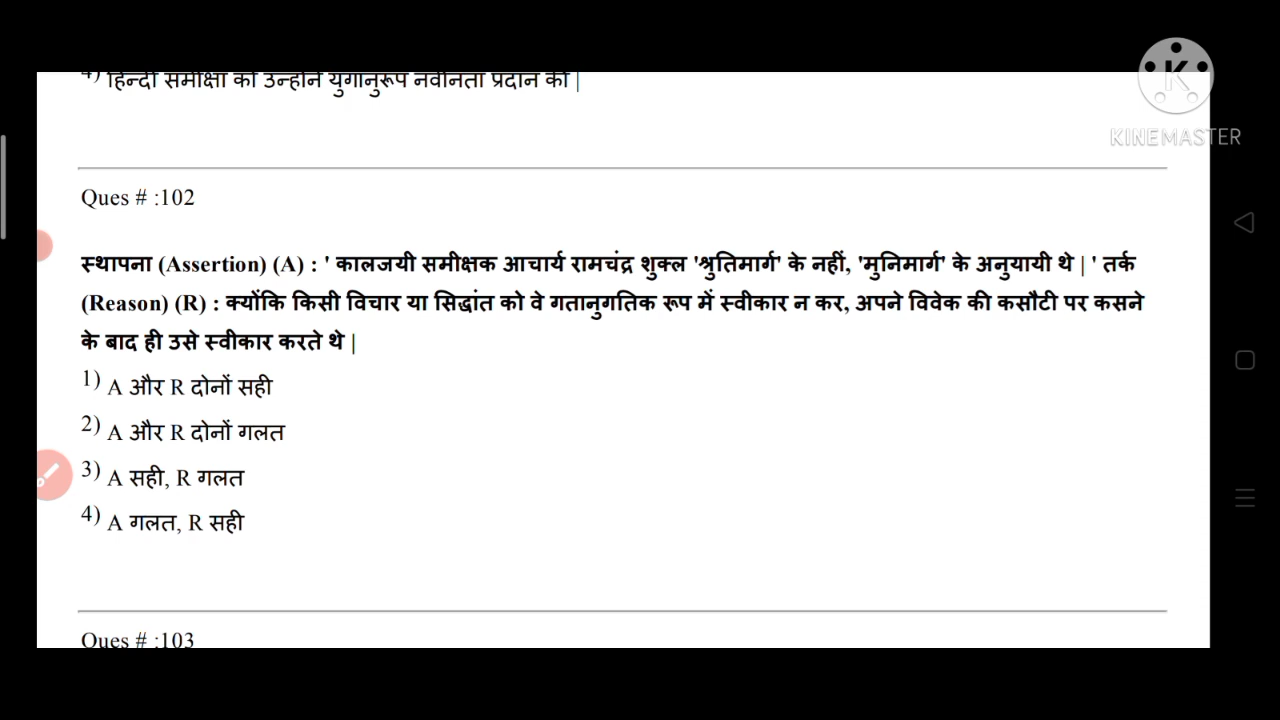 4) हिन्दी समीक्षा को उन्होंने युगानुरूप नवीनता प्रदान की |
KINEMASTER
Ques # :102
स्थापना (Assertion) (A) : ' कालजयी समीक्षक आचार्य रामचंद्र शुक्ल 'श्रुतिमार्ग' के नहीं, 'मुनिमार्ग' के अनुयायी थे | ' तर्क
(Reason) (R) : क्योंकि किसी विचार या सिद्धांत को वे गतानुगतिक रूप में स्वीकार न कर, अपने विवेक की कसौटी पर कसने
के बाद ही उसे स्वीकार करते थे |
1) A और R दोनों सही
2) A और R दोनों गलत
3) A सही, R गलत
4) A गलत, R सही
Ques # :103